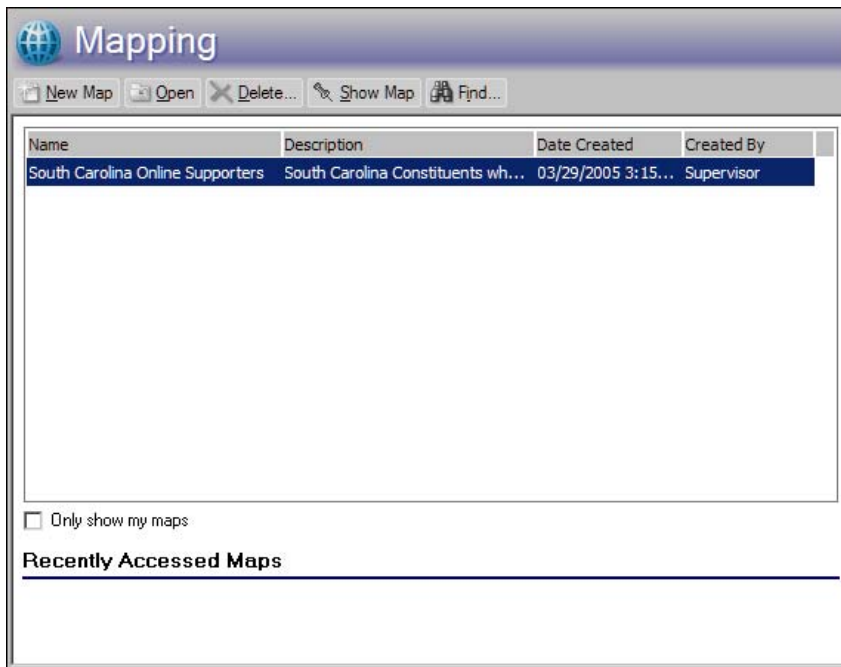 Mapping
New Map Open Delete... Show Map Find...
Name Description Date Created Created By
South Carolina Online Supporters South Carolina Constituents wh... 03/29/2005 3:15... Supervisor
Only show my maps
Recently Accessed Maps